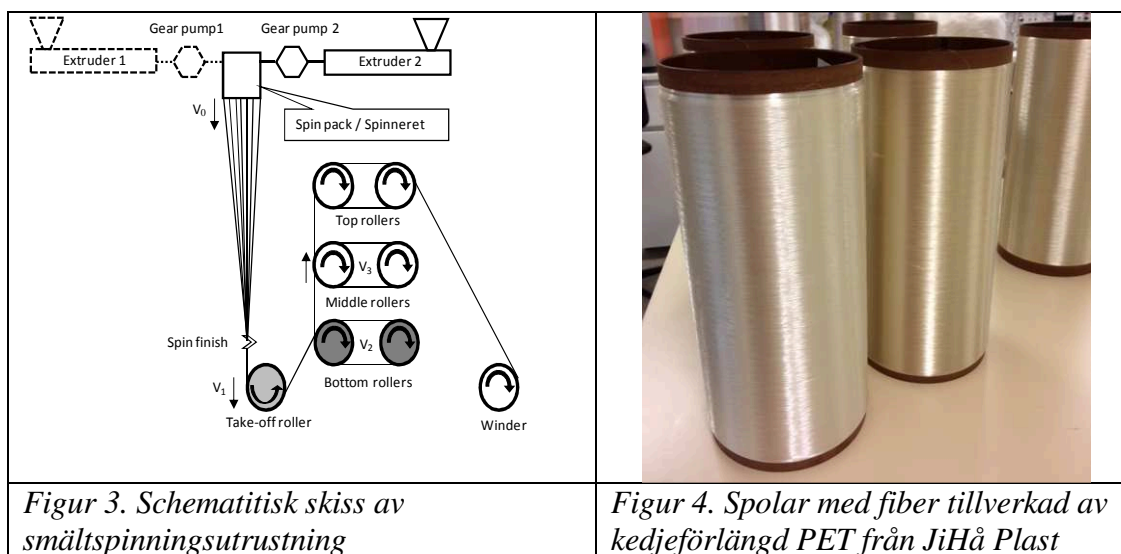 Gear pump1
Gear pump 2
Extruder 1
Extruder 2
V0
Spin pack / Spinneret
Top rollers
V3
Middle rollers
Spin finish
V2
V1
Bottom rollers
Take-off roller
Winder
Figur 3. Schematitisk skiss av
smältspinningsutrustning
Figur 4. Spolar med fiber tillverkad av
kedjeförlängd PET från JiHå Plast